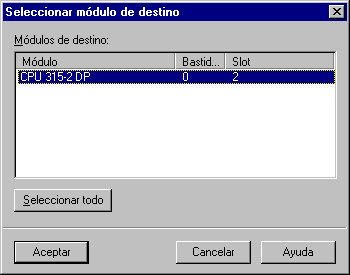 Seleccionar módulo de destino
Módulos de destino:
Módulo Bastid... Slot
CPU 315-2 DP 0 2
Seleccionar todo
Aceptar Cancelar Ayuda